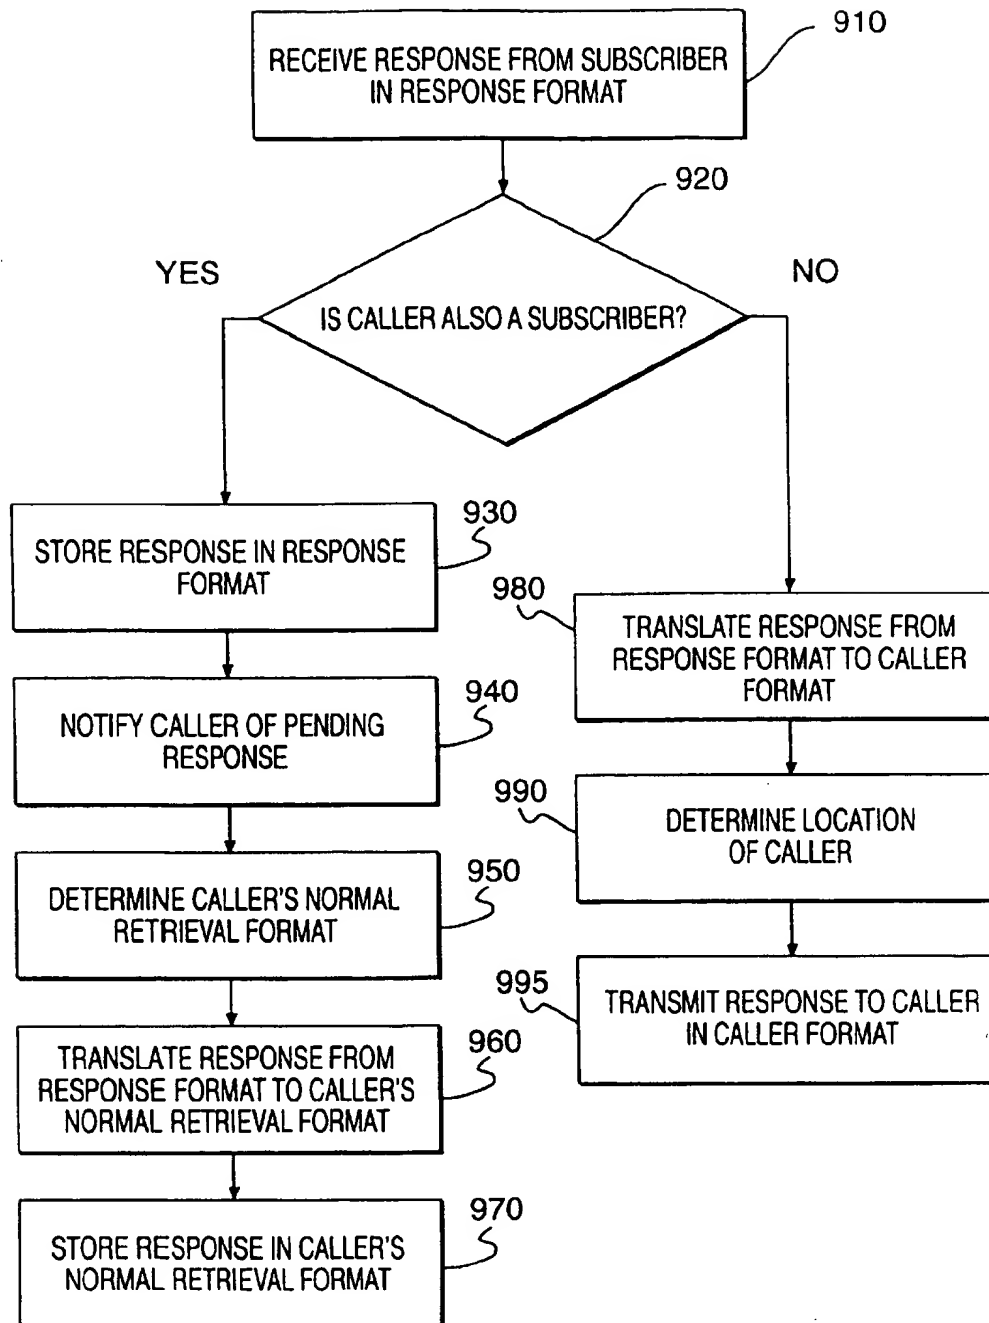 910
RECEIVE RESPONSE FROM SUBSCRIBER
IN RESPONSE FORMAT
920
YES
NO
IS CALLER ALSO A SUBSCRIBER?
930
STORE RESPONSE IN RESPONSE
FORMAT
940
NOTIFY CALLER OF PENDING
RESPONSE
950
DETERMINE CALLER'S NORMAL
RETRIEVAL FORMAT
960
TRANSLATE RESPONSE FROM
RESPONSE FORMAT TO CALLER'S
NORMAL RETRIEVAL FORMAT
970
STORE RESPONSE IN CALLER'S
NORMAL RETRIEVAL FORMAT
980
TRANSLATE RESPONSE FROM
RESPONSE FORMAT TO CALLER
FORMAT
990
DETERMINE LOCATION
OF CALLER
995
TRANSMIT RESPONSE TO CALLER
IN CALLER FORMAT